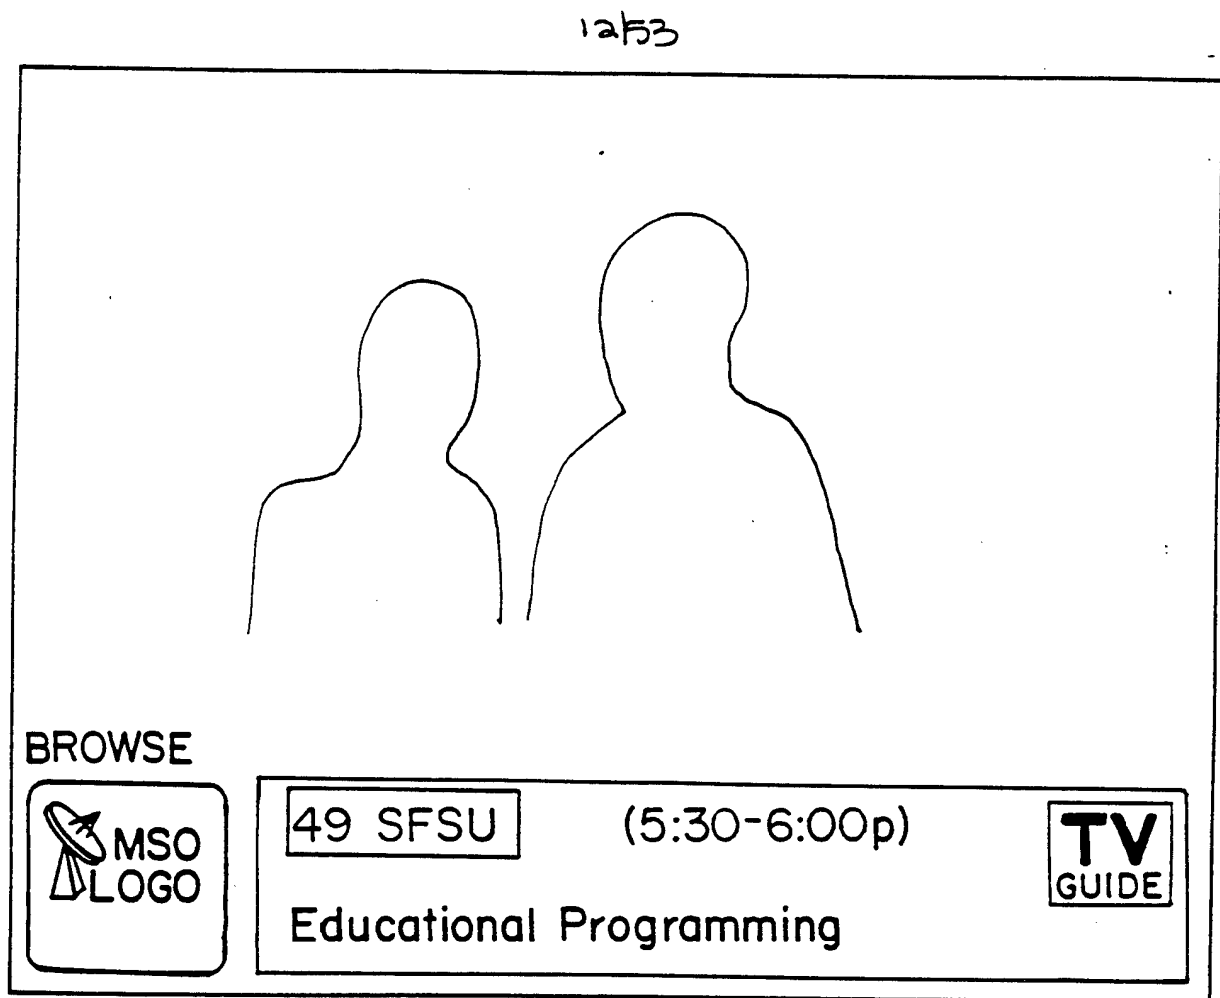 12/53
BROWSE
MSO
LOGO
49 SFSU (5:30-6:00p)
TV
GUIDE
Educational Programming